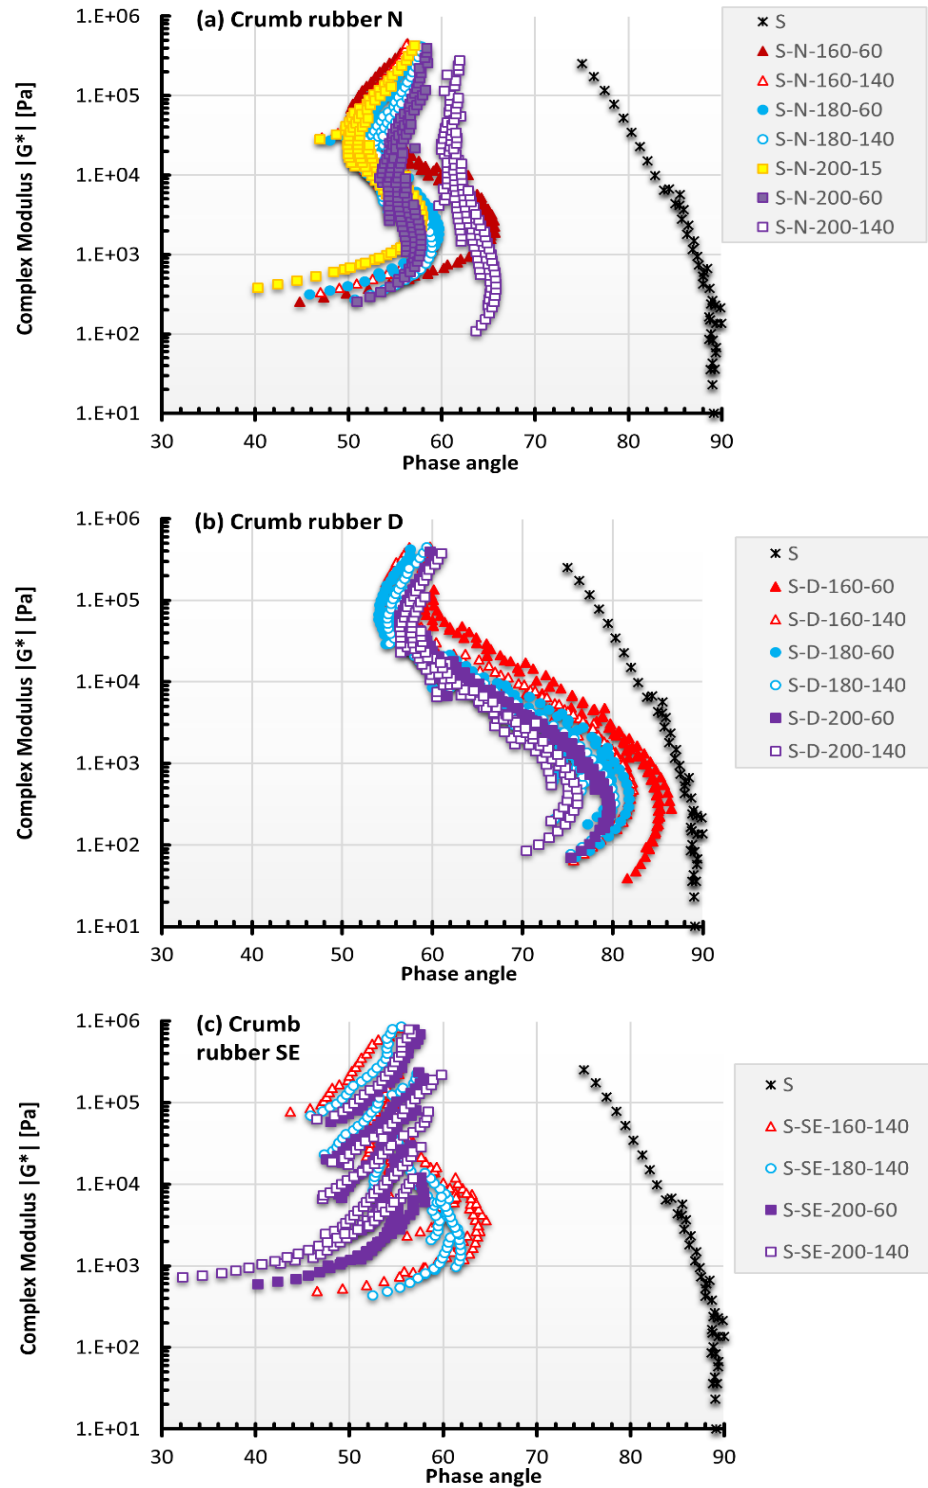 (a) Crumb rubber N
Complex Modulus |G*| [Pa]
1.E+06
1.E+05
1.E+04
1.E+03
1.E+02
1.E+01
30 40 50 60 70 80 90
Phase angle
S
S-N-160-60
S-N-160-140
S-N-180-60
S-N-180-140
S-N-200-15
S-N-200-60
S-N-200-140
(b) Crumb rubber D
Complex Modulus |G*| [Pa]
1.E+06
1.E+05
1.E+04
1.E+03
1.E+02
1.E+01
30 40 50 60 70 80 90
Phase angle
S
S-D-160-60
S-D-160-140
S-D-180-60
S-D-180-140
S-D-200-60
S-D-200-140
(c) Crumb
rubber SE
Complex Modulus |G*| [Pa]
1.E+06
1.E+05
1.E+04
1.E+03
1.E+02
1.E+01
30 40 50 60 70 80 90
Phase angle
S
S-SE-160-140
S-SE-180-140
S-SE-200-60
S-SE-200-140